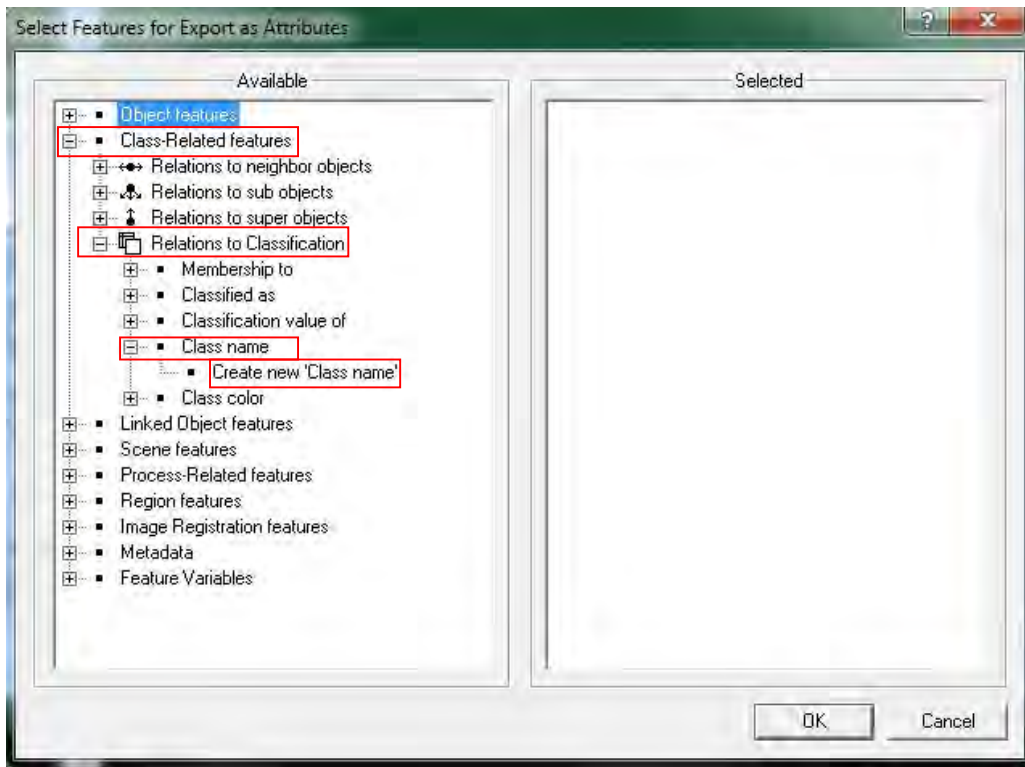 Select Features for Export as Attributes
Available
Object features
Class-Related features
Relations to neighbor objects
Relations to sub objects
Relations to super objects
Relations to Classification
Membership to
Classified as
Classification value of
Class name
Create new 'Class name'
Class color
Linked Object features
Scene features
Process-Related features
Region features
Image Registration features
Metadata
Feature Variables
Selected
OK
Cancel